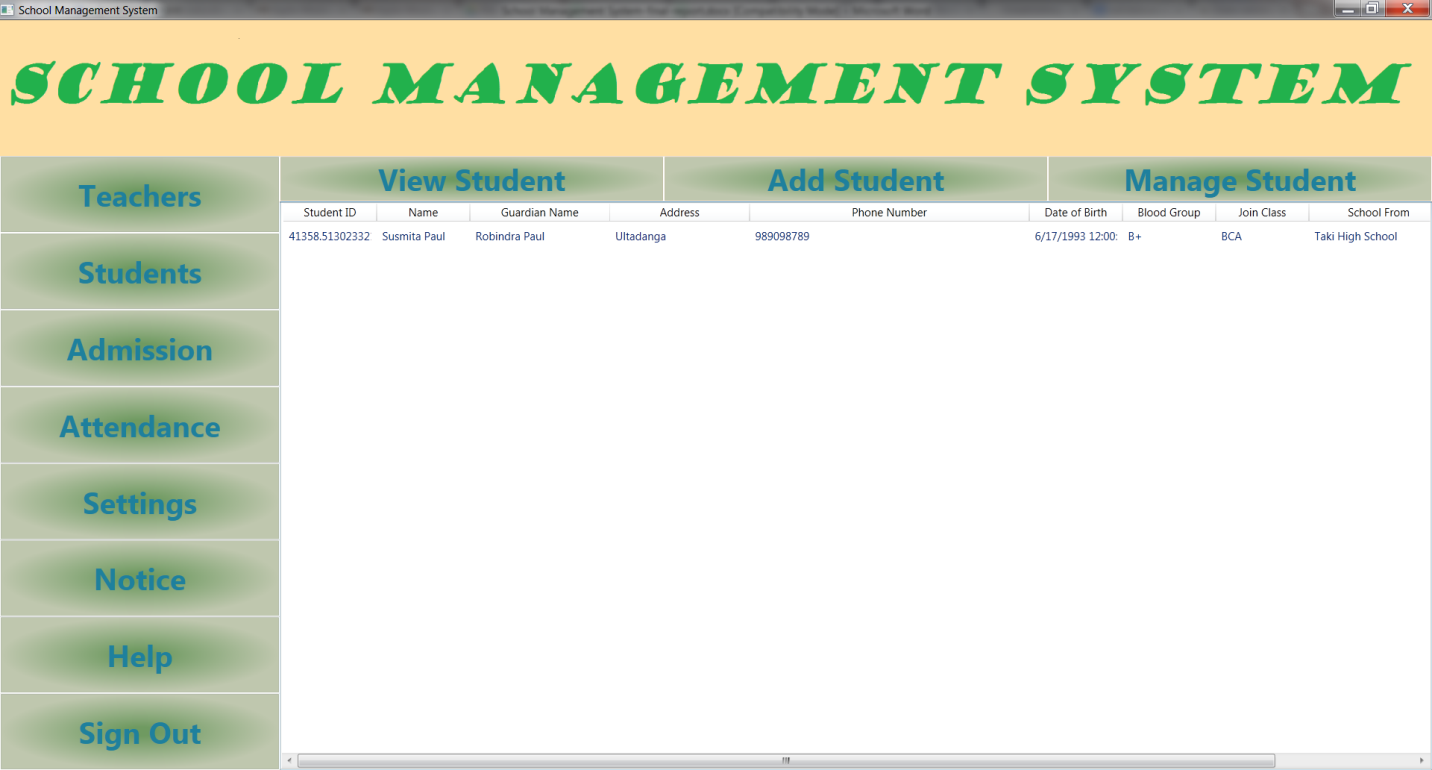 School Management System
SCHOOL MANAGEMENT SYSTEM
Teachers
Students
Admission
Attendance
Settings
Notice
Help
Sign Out
View Student Add Student Manage Student
Student ID Name Guardian Name Address Phone Number Date of Birth Blood Group Join Class School From
41358.51302332 Susmita Paul Robindra Paul Ultadanga 989098789 6/17/1993 12:00: B+ BCA Taki High School